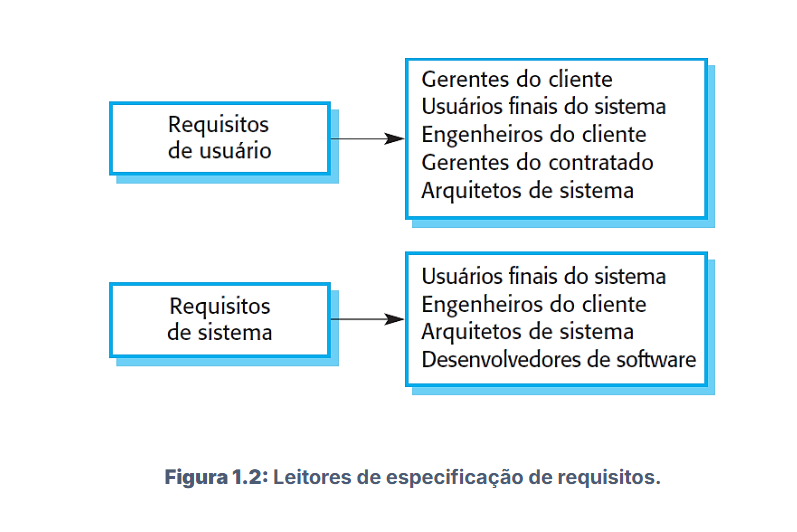 Requisitos
de usuário
Gerentes do cliente
Usuários finais do sistema
Engenheiros do cliente
Gerentes do contratado
Arquitetos de sistema
Requisitos
de sistema
Usuários finais do sistema
Engenheiros do cliente
Arquitetos de sistema
Desenvolvedores de software
Figura 1.2: Leitores de especificação de requisitos.